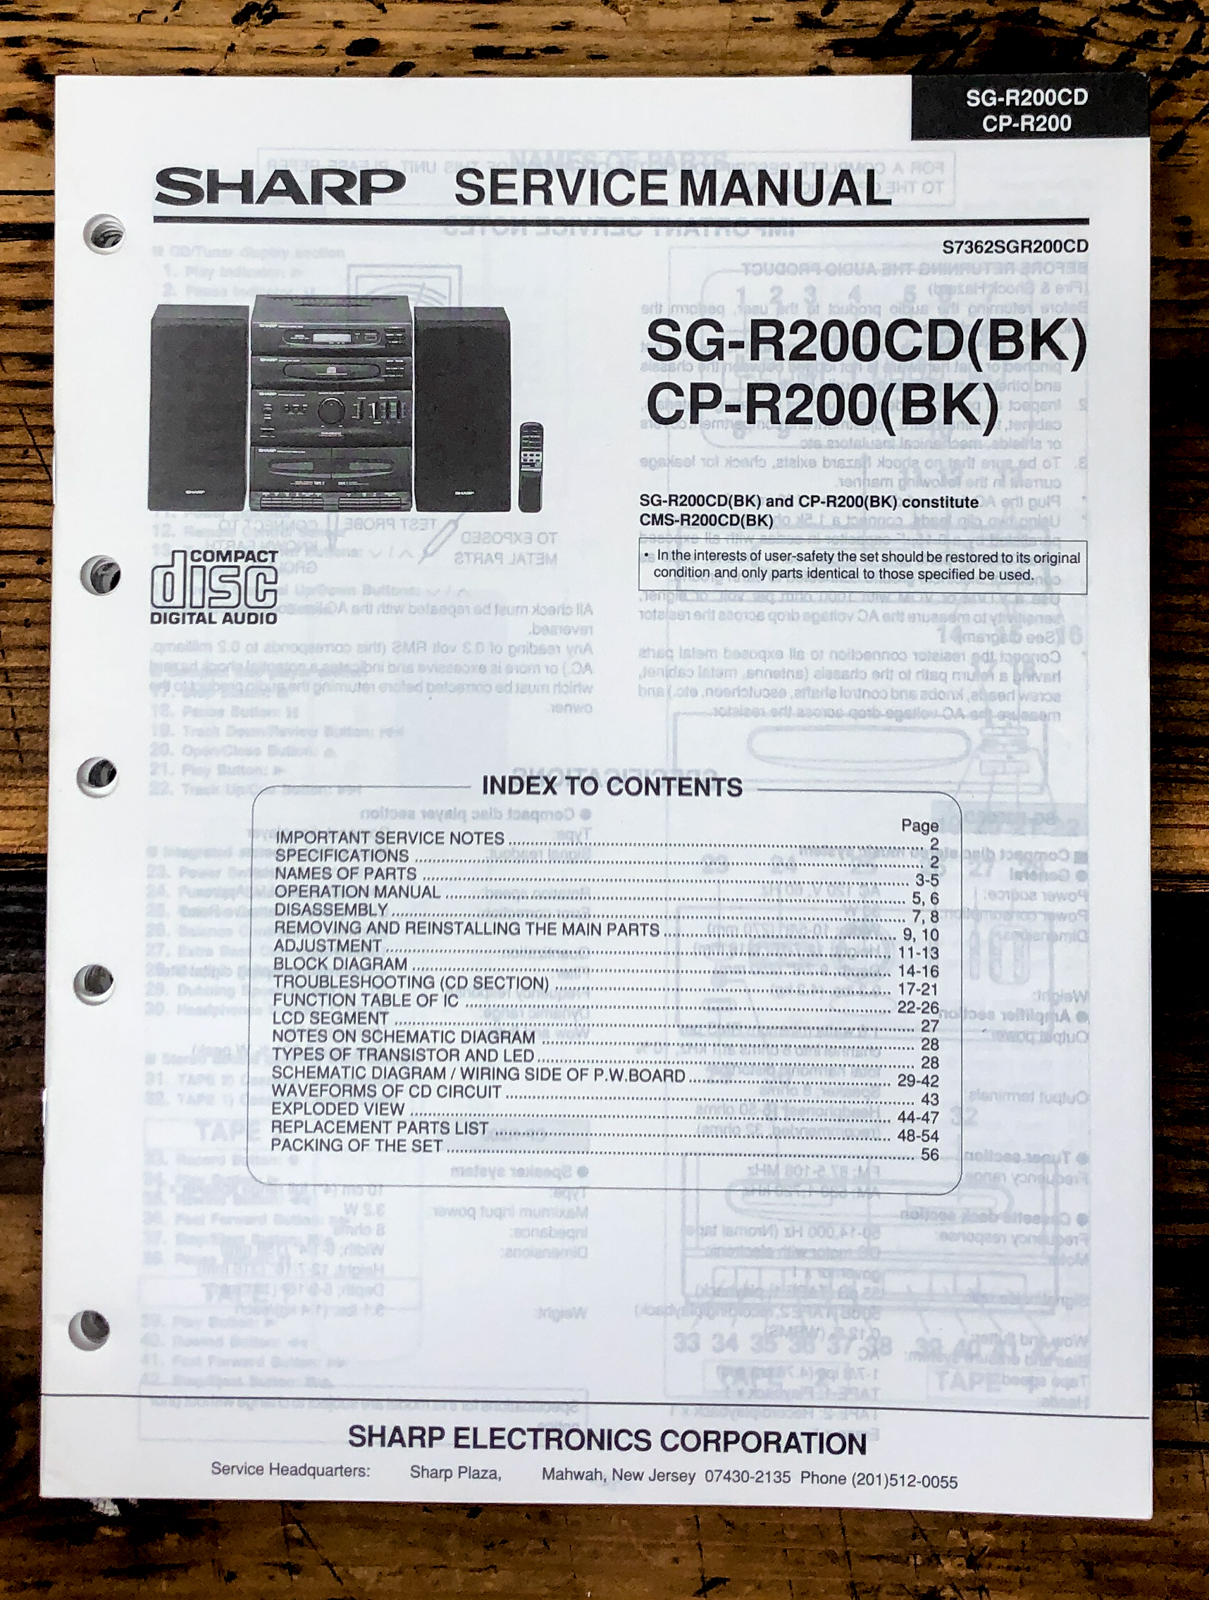 SG-R200CD
CP-R200
SHARP SERVICE MANUAL
S7362SGR200CD
SG-R200CD(BK)
CP-R200(BK)
SHARP
SHARP
SHARP
SHARP
SHARP
COMPACT
disc
DIGITAL AUDIO
SG-R200CD(BK) and CP-R200(BK) constitute
CMS-R200CD(BK)
• In the interests of user-safety the set should be restored to its original
condition and only parts identical to those specified be used.
INDEX TO CONTENTS
Page
IMPORTANT SERVICE NOTES 2
SPECIFICATIONS 2
NAMES OF PARTS 3-5
OPERATION MANUAL 5, 6
DISASSEMBLY 7, 8
REMOVING AND REINSTALLING THE MAIN PARTS 9, 10
ADJUSTMENT 11-13
BLOCK DIAGRAM 14-16
TROUBLESHOOTING (CD SECTION) 17-21
FUNCTION TABLE OF IC 22-26
LCD SEGMENT 27
NOTES ON SCHEMATIC DIAGRAM 28
TYPES OF TRANSISTOR AND LED 28
SCHEMATIC DIAGRAM / WIRING SIDE OF P.W.BOARD 29-42
WAVEFORMS OF CD CIRCUIT 43
EXPLODED VIEW 44-47
REPLACEMENT PARTS LIST 48-54
PACKING OF THE SET 56
SHARP ELECTRONICS CORPORATION
Service Headquarters: Sharp Plaza, Mahwah, New Jersey 07430-2135 Phone (201)512-0055